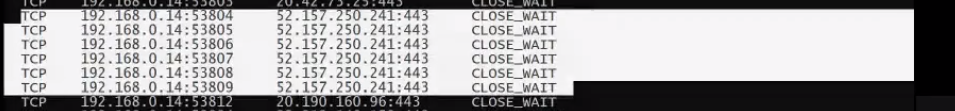 TCP 192.168.0.14:53803 20.42.73.25:443 CLOSE_WAIT
TCP 192.168.0.14:53804 52.157.250.241:443 CLOSE_WAIT
TCP 192.168.0.14:53805 52.157.250.241:443 CLOSE_WAIT
TCP 192.168.0.14:53806 52.157.250.241:443 CLOSE_WAIT
TCP 192.168.0.14:53807 52.157.250.241:443 CLOSE_WAIT
TCP 192.168.0.14:53808 52.157.250.241:443 CLOSE_WAIT
TCP 192.168.0.14:53809 52.157.250.241:443 CLOSE_WAIT
TCP 192.168.0.14:53812 20.190.160.96:443 CLOSE_WAIT